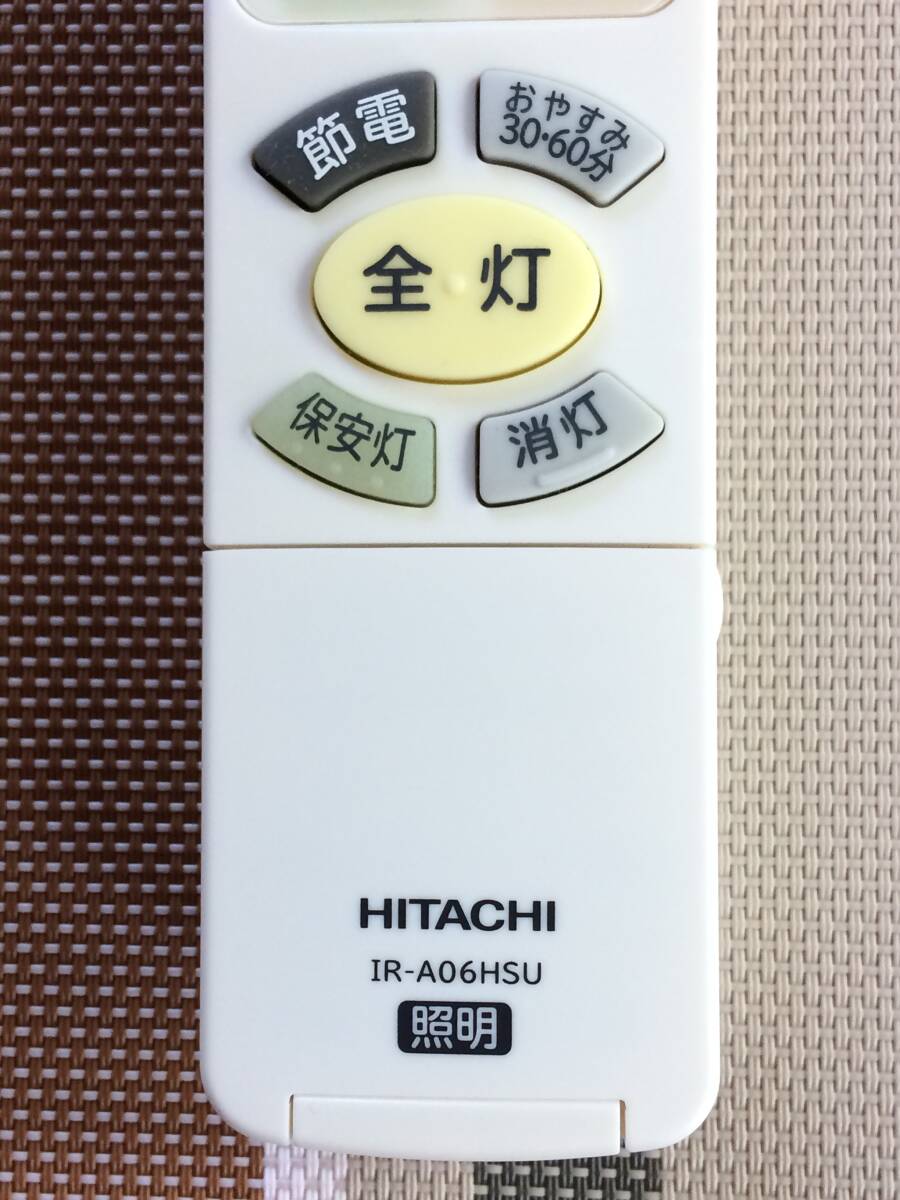 節電
おやすみ
30・60分
全灯
保安灯
消灯
HITACHI
IR-A06HSU
照明